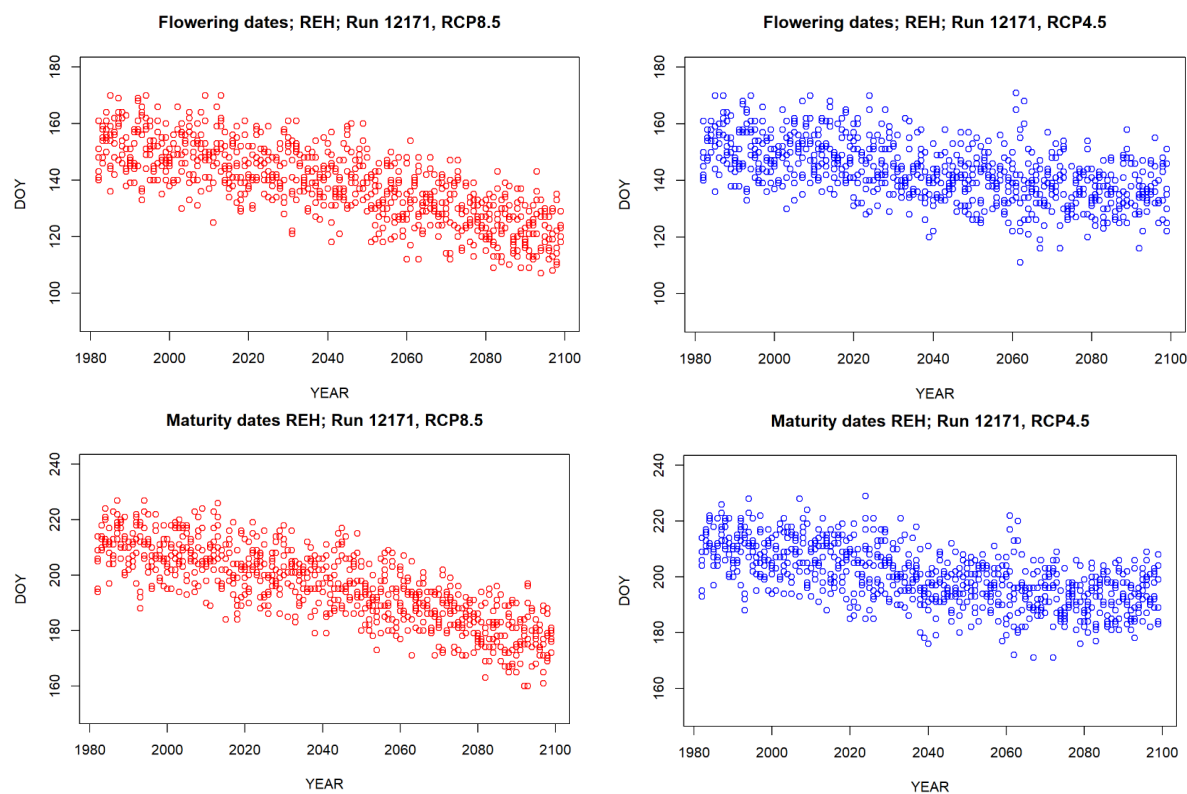 Flowering dates; REH; Run 12171, RCP8.5
180
160
140
120
100
DOY
1980 2000 2020 2040 2060 2080 2100
YEAR
Flowering dates; REH; Run 12171, RCP4.5
180
160
140
120
100
DOY
1980 2000 2020 2040 2060 2080 2100
YEAR
Maturity dates REH; Run 12171, RCP8.5
240
220
200
180
160
DOY
1980 2000 2020 2040 2060 2080 2100
YEAR
Maturity dates REH; Run 12171, RCP4.5
240
220
200
180
160
DOY
1980 2000 2020 2040 2060 2080 2100
YEAR